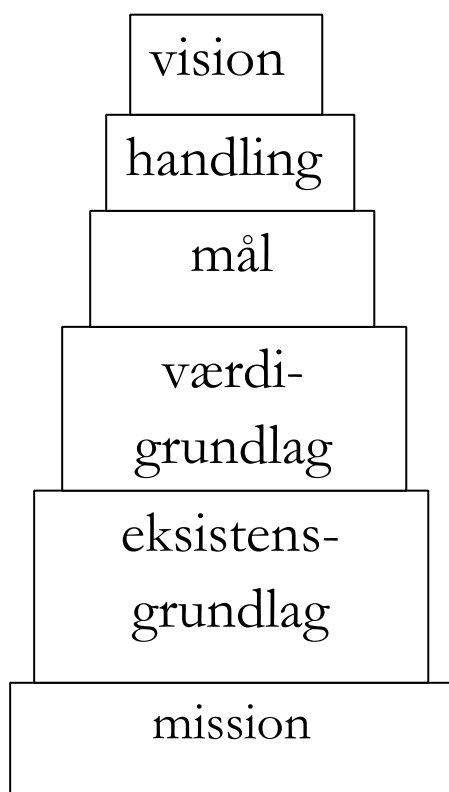 vision
handling
mål
værdi-
grundlag
eksistens-
grundlag
mission